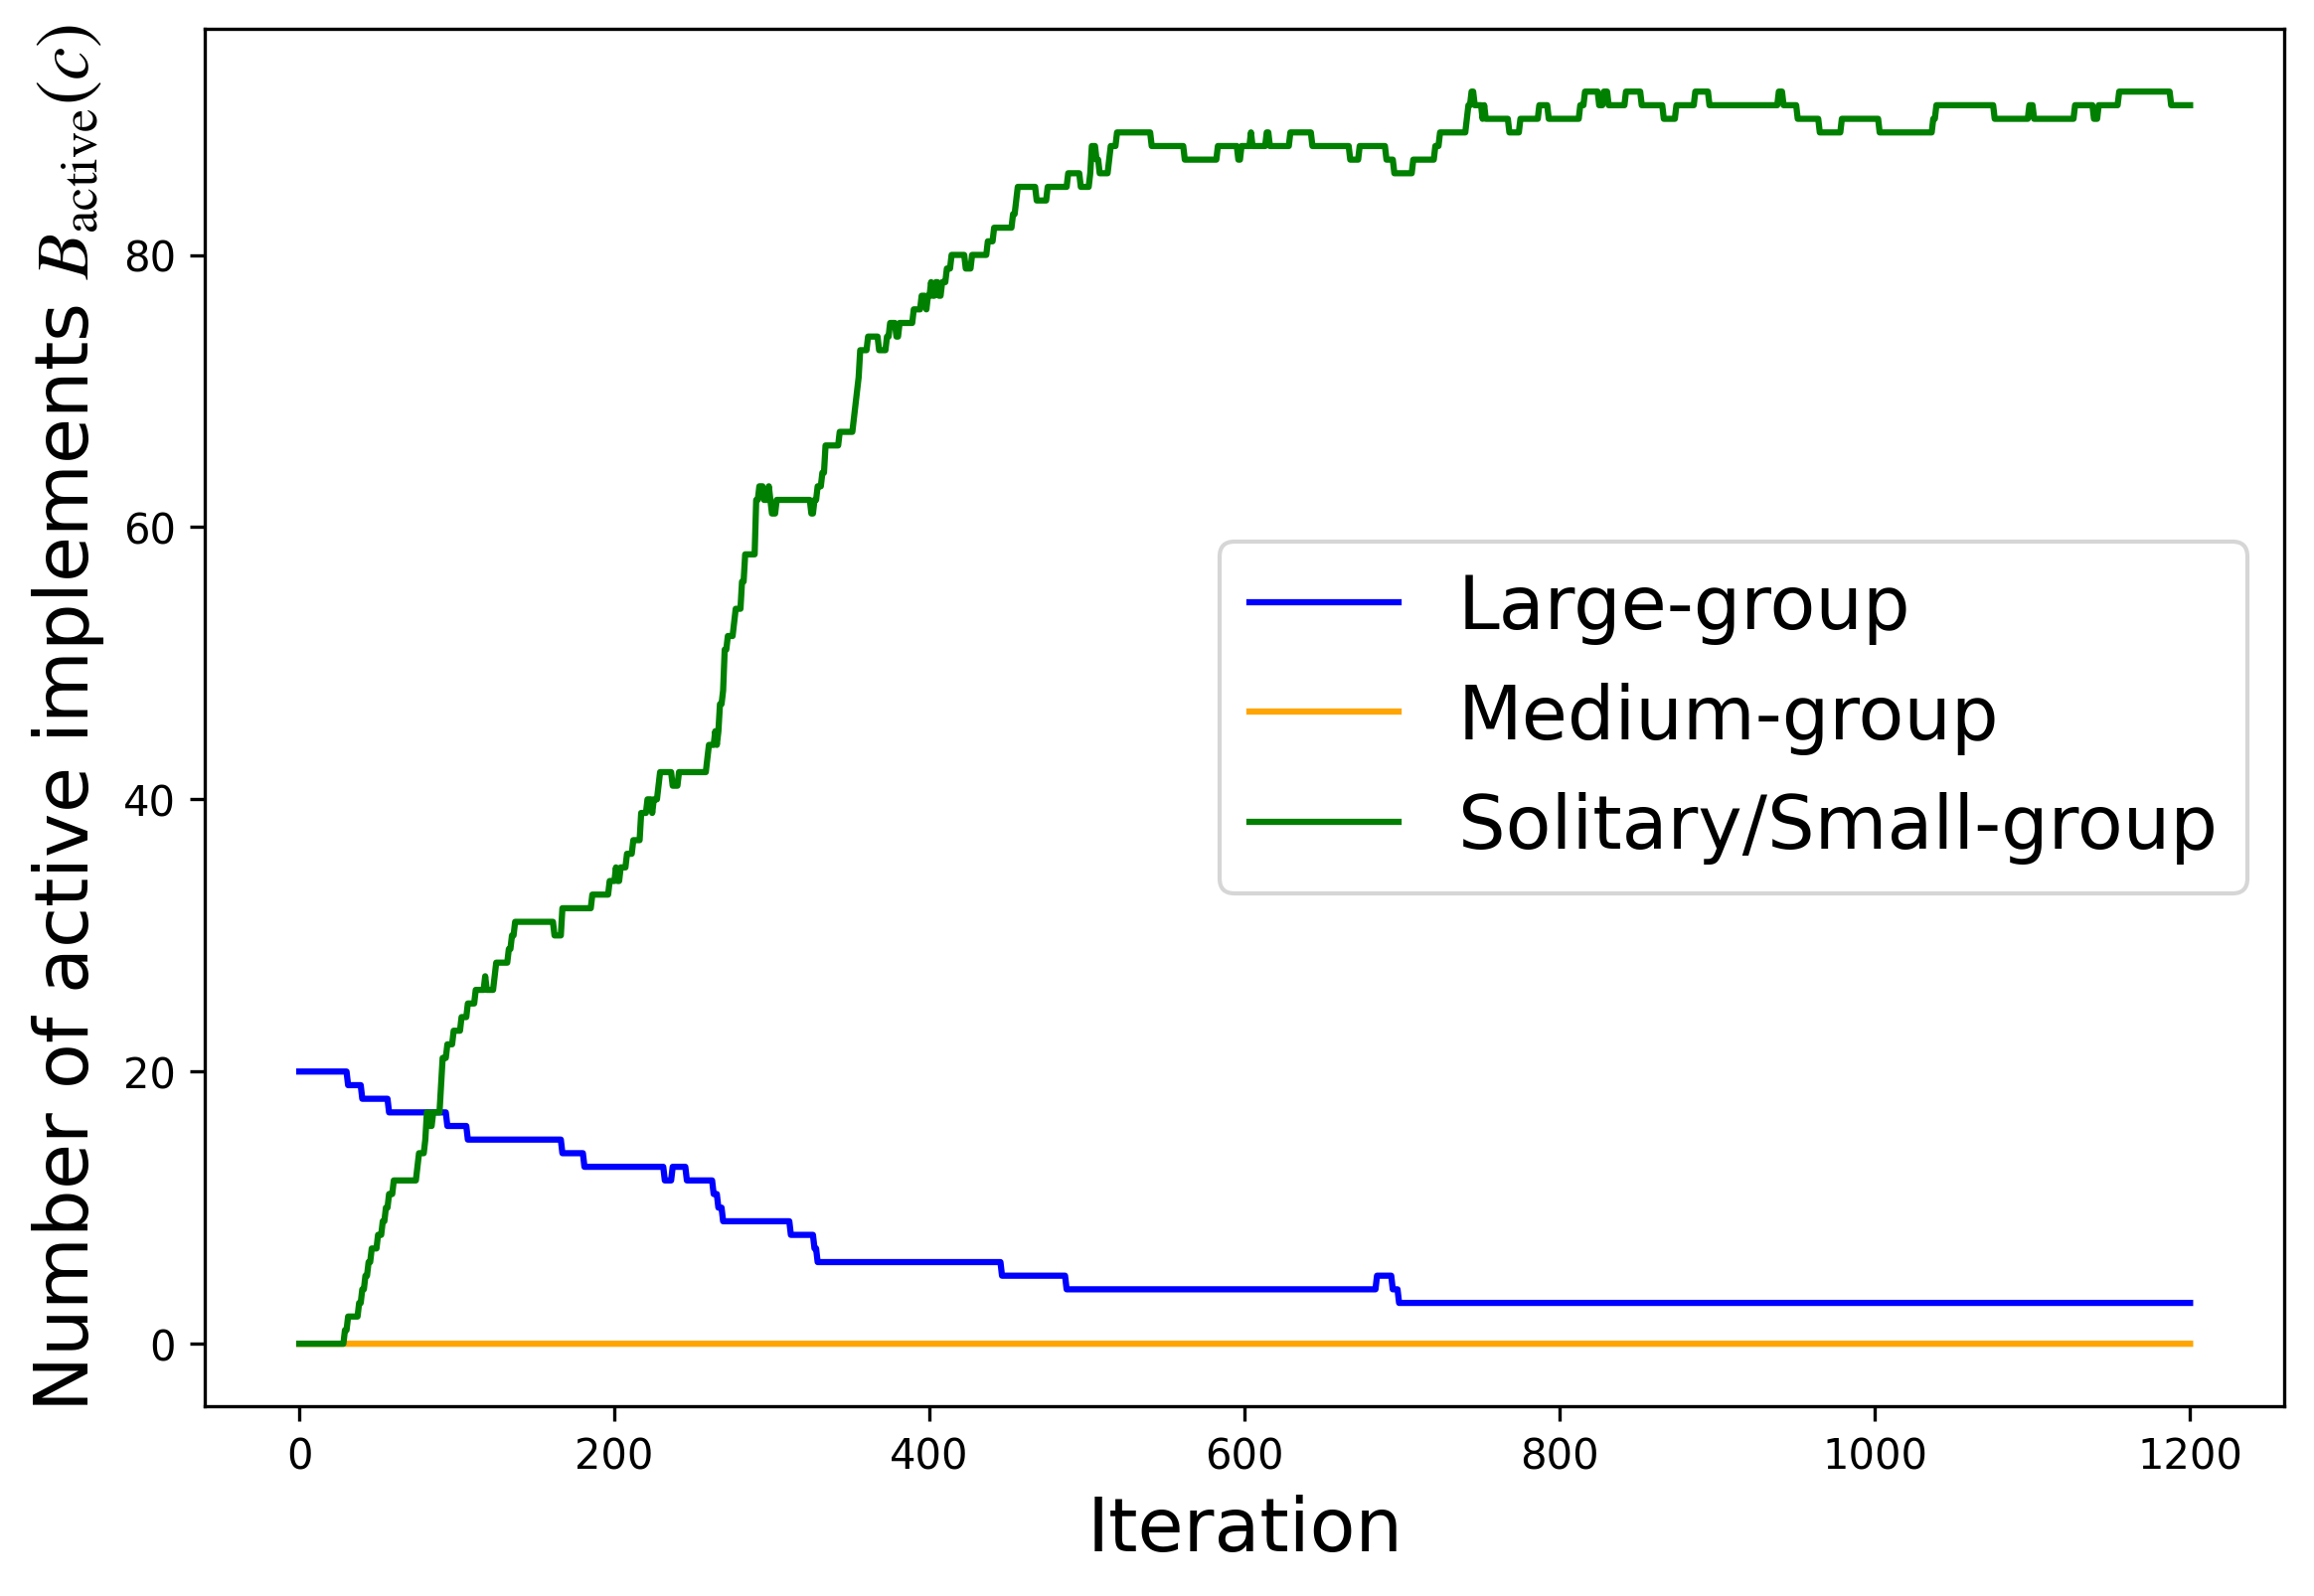 Number of active implements B_active(c)
80
60
40
20
0
Large-group
Medium-group
Solitary/Small-group
0 200 400 600 800 1000 1200
Iteration